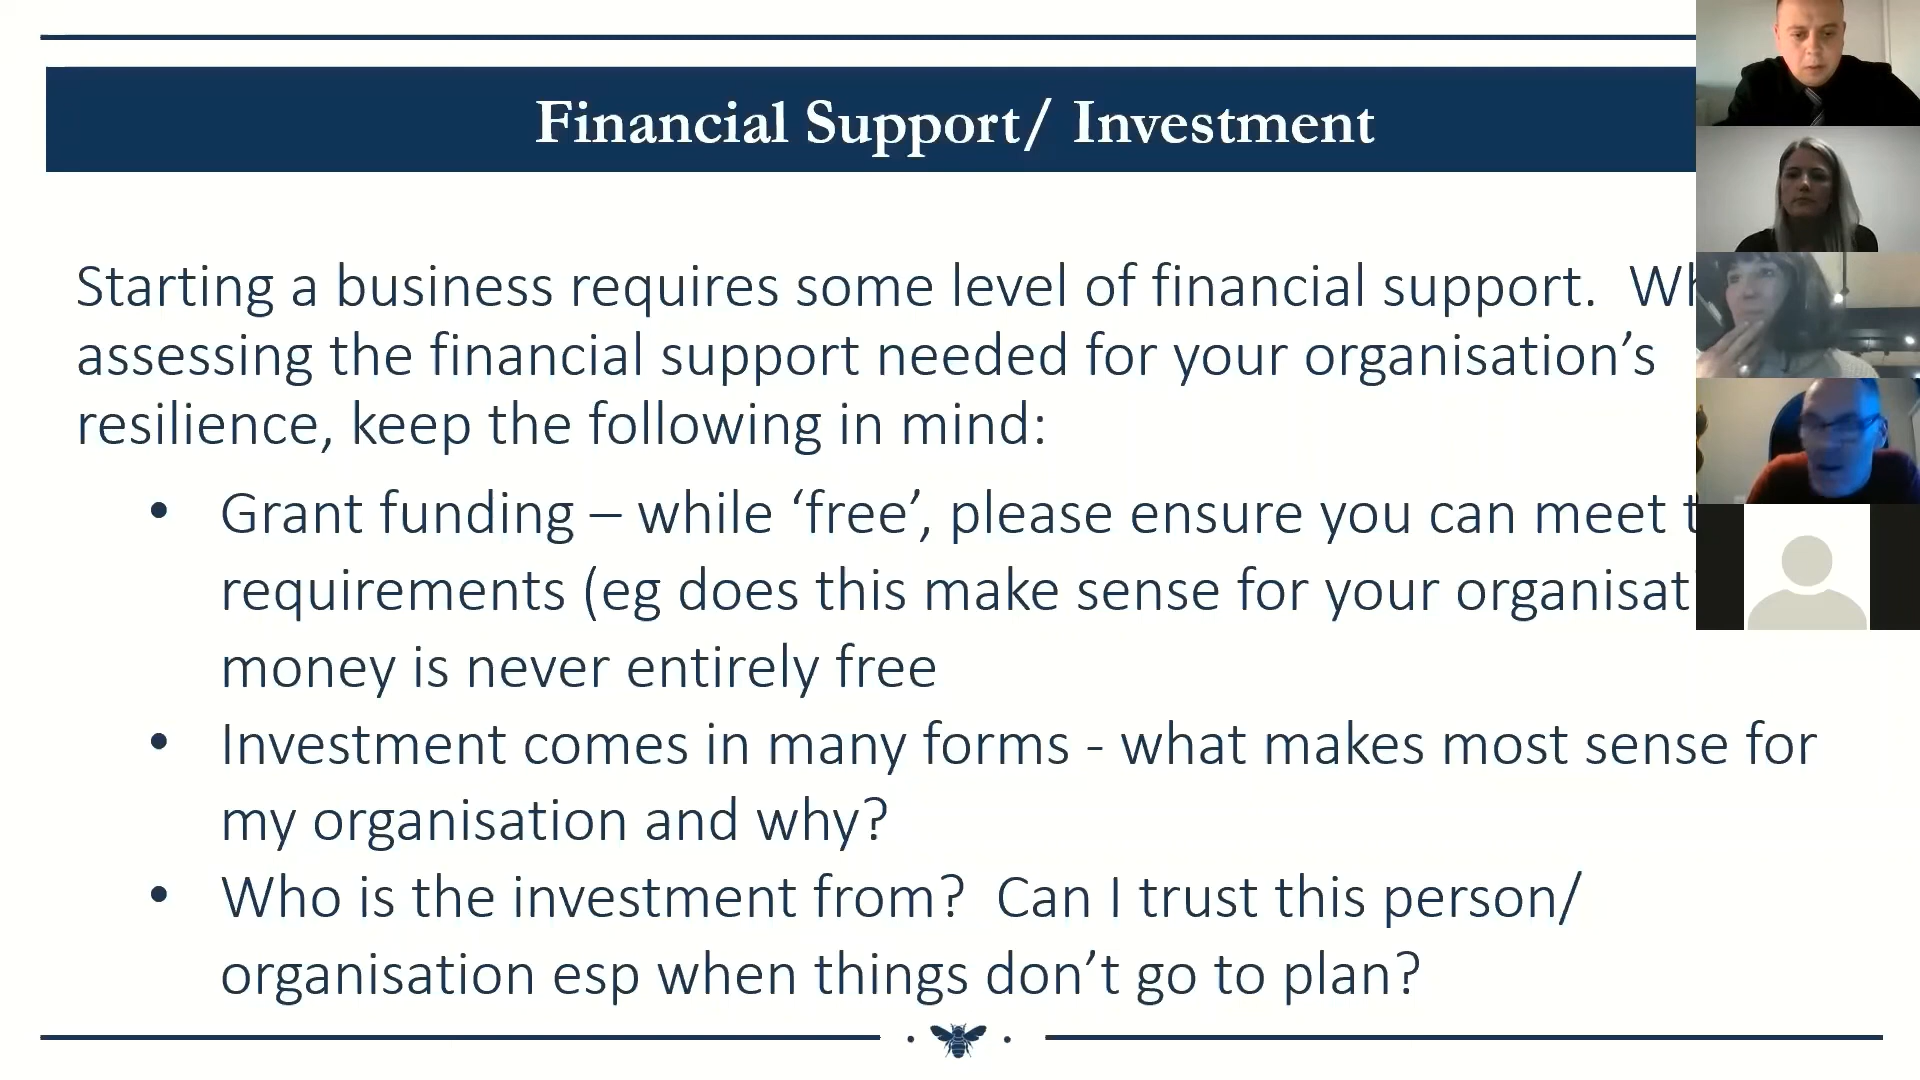 Financial Support/ Investment
Starting a business requires some level of financial support.
assessing the financial support needed for your organisation’s
resilience, keep the following in mind:
• Grant funding – while ‘free’, please ensure you can meet
requirements (eg does this make sense for your
money is never entirely free
• Investment comes in many forms - what makes most sense for
my organisation and why?
• Who is the investment from? Can I trust this person/
organisation esp when things don’t go to plan?